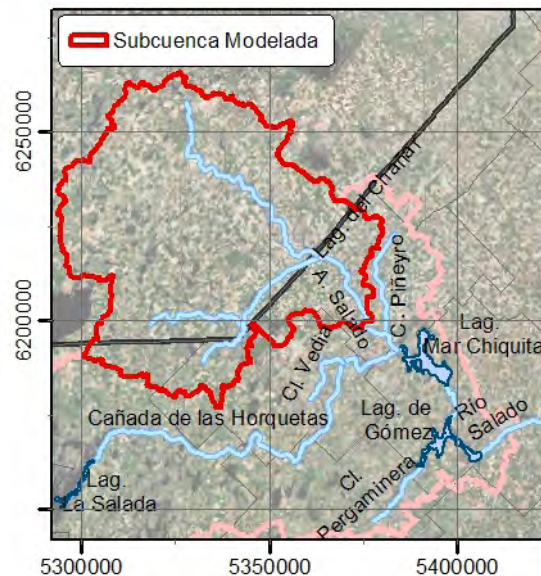 Subcuenca Modelada
6250000
Lag. del Chañar
C. Piñeyro
6200000
A. Salado
Lag.
Mar Chiquita
Cl. Vedia
Cañada de las Horquetas
Lag. de
Gómez
Río
Salado
Lag.
La Salada
Cl.
Pergaminera
5300000
5350000
5400000